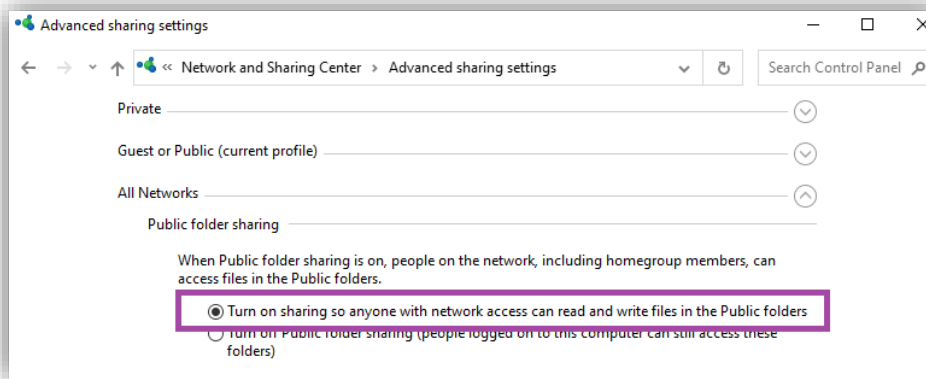 Advanced sharing settings
« Network and Sharing Center > Advanced sharing settings
Search Control Panel
Private
Guest or Public (current profile)
All Networks
Public folder sharing
When Public folder sharing is on, people on the network, including homegroup members, can
access files in the Public folders.
Turn on sharing so anyone with network access can read and write files in the Public folders
Turn off Public folder sharing (people logged on to this computer can still access these
folders)